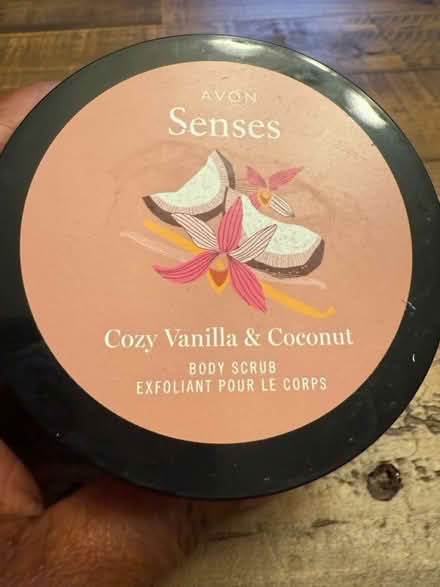 AVON
Senses
Cozy Vanilla & Coconut
BODY SCRUB
EXFOLIANT POUR LE CORPS